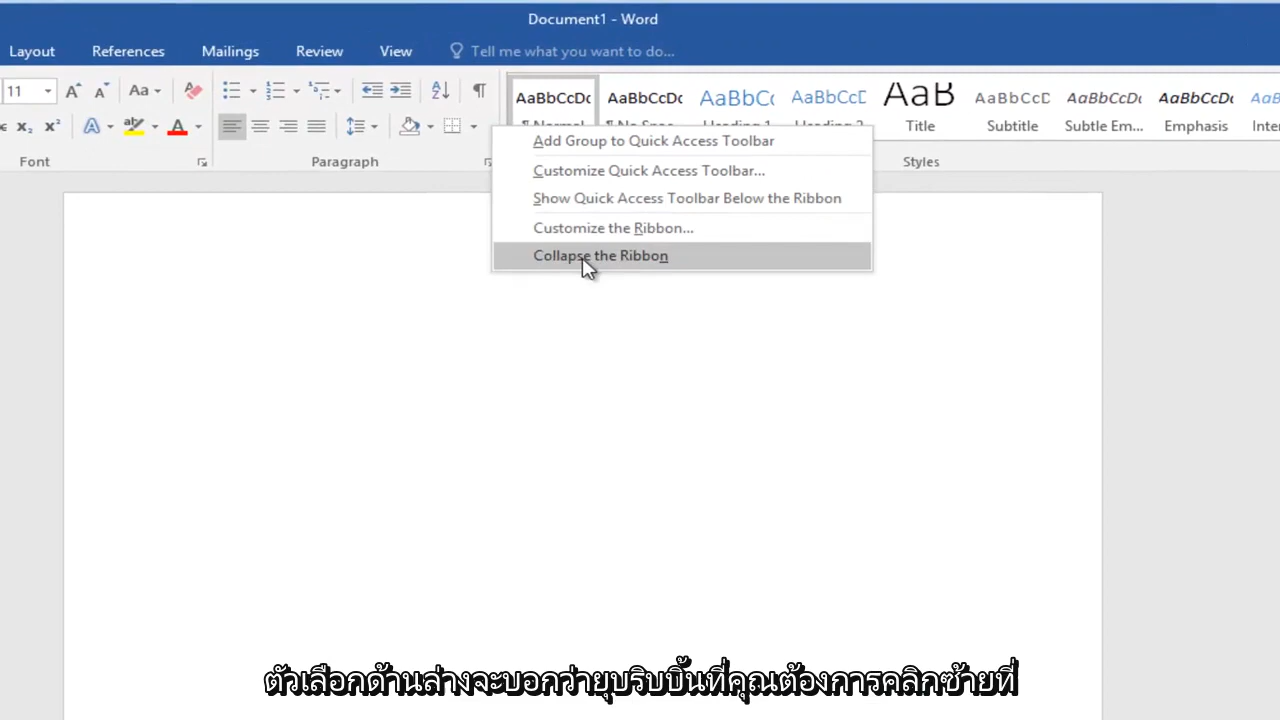 Document1 - Word
Layout References Mailings Review View Tell me what you want to do...
11 Aa AaBbCcDc AaBbCcDc AaBbCc AaBbCcD AaB AaBbCcD AaBbCcDc AaBbCcDc
¶ Normal ¶ No Spac... Heading 1 Heading 2 Title Subtitle Subtle Em... Emphasis
Font Paragraph Styles
Add Group to Quick Access Toolbar
Customize Quick Access Toolbar...
Show Quick Access Toolbar Below the Ribbon
Customize the Ribbon...
Collapse the Ribbon
ตัวเลือกด้านล่างจะบอกว่ายุบริบบิ้นที่คุณต้องการคลิกซ้ายที่